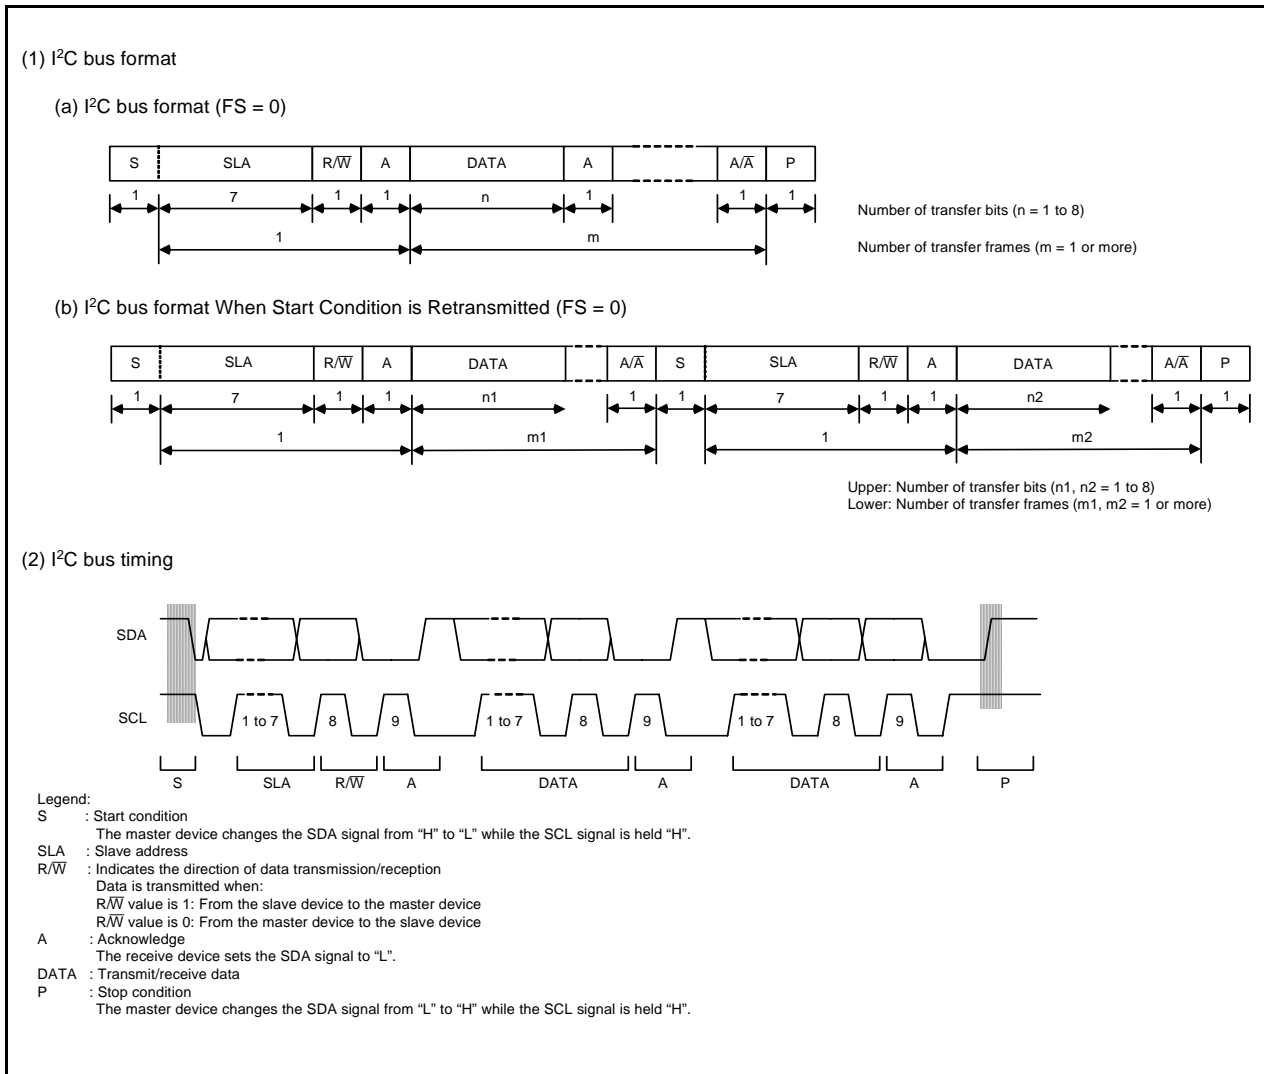 (1) I²C bus format
(a) I²C bus format (FS = 0)
S SLA R/W̅ A DATA A A/A̅ P
1 7 1 1 n 1 1 1
1 m
Number of transfer bits (n = 1 to 8)
Number of transfer frames (m = 1 or more)
(b) I²C bus format When Start Condition is Retransmitted (FS = 0)
S SLA R/W̅ A DATA A/A̅ S SLA R/W̅ A DATA A/A̅ P
1 7 1 1 n1 1 1 7 1 1 n2 1 1
1 m1 1 m2
Upper: Number of transfer bits (n1, n2 = 1 to 8)
Lower: Number of transfer frames (m1, m2 = 1 or more)
(2) I²C bus timing
SDA
SCL 1 to 7 8 9 1 to 7 8 9 1 to 7 8 9
S SLA R/W̅ A DATA A DATA A P
Legend:
S : Start condition
The master device changes the SDA signal from “H” to “L” while the SCL signal is held “H”.
SLA : Slave address
R/W̅ : Indicates the direction of data transmission/reception
Data is transmitted when:
R/W̅ value is 1: From the slave device to the master device
R/W̅ value is 0: From the master device to the slave device
A : Acknowledge
The receive device sets the SDA signal to “L”.
DATA : Transmit/receive data
P : Stop condition
The master device changes the SDA signal from “L” to “H” while the SCL signal is held “H”.